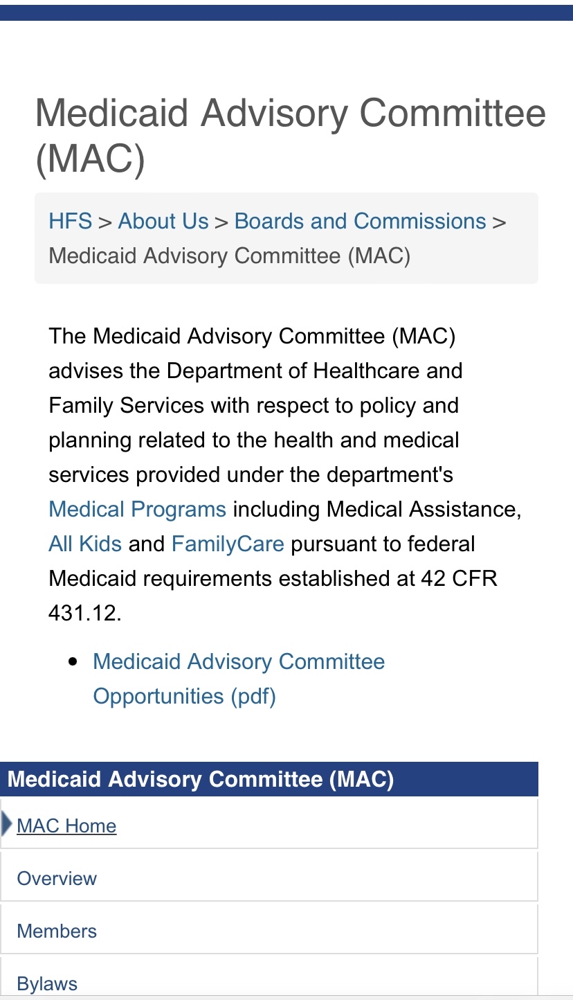 Medicaid Advisory Committee
(MAC)
HFS > About Us > Boards and Commissions >
Medicaid Advisory Committee (MAC)
The Medicaid Advisory Committee (MAC)
advises the Department of Healthcare and
Family Services with respect to policy and
planning related to the health and medical
services provided under the department's
Medical Programs including Medical Assistance,
All Kids and FamilyCare pursuant to federal
Medicaid requirements established at 42 CFR
431.12.
• Medicaid Advisory Committee
Opportunities (pdf)
Medicaid Advisory Committee (MAC)
MAC Home
Overview
Members
Bylaws